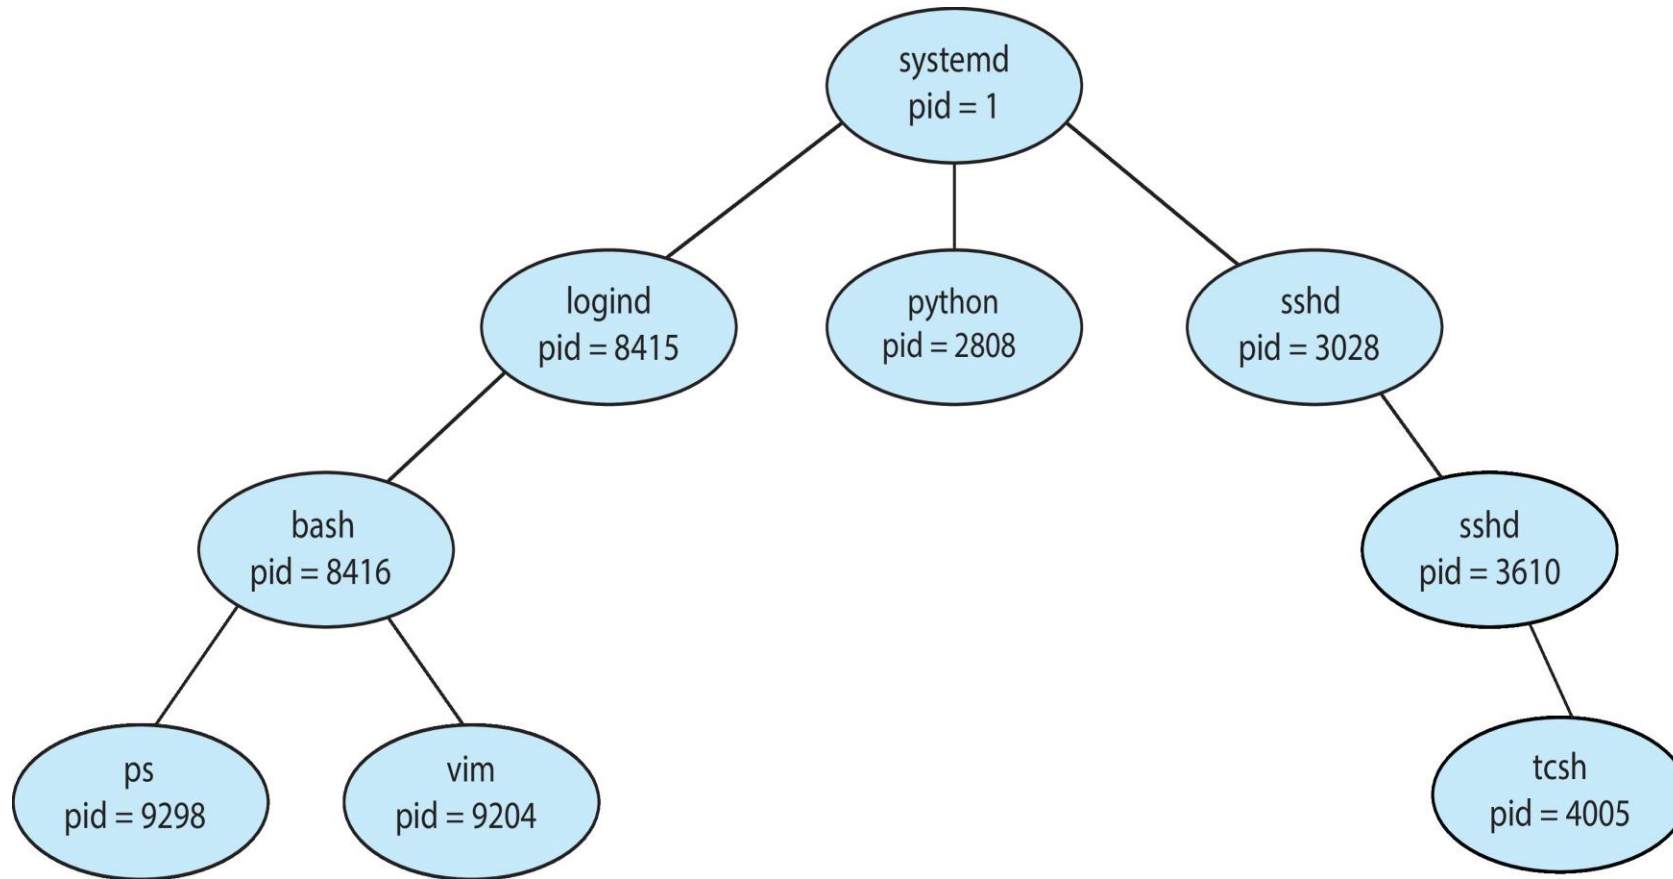 systemd
pid = 1
logind
pid = 8415
python
pid = 2808
sshd
pid = 3028
bash
pid = 8416
sshd
pid = 3610
ps
pid = 9298
vim
pid = 9204
tcsh
pid = 4005